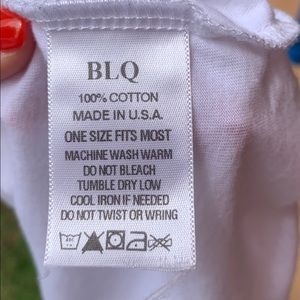 BLQ
100% COTTON
MADE IN U.S.A.
ONE SIZE FITS MOST
MACHINE WASH WARM
DO NOT BLEACH
TUMBLE DRY LOW
COOL IRON IF NEEDED
DO NOT TWIST OR WRING